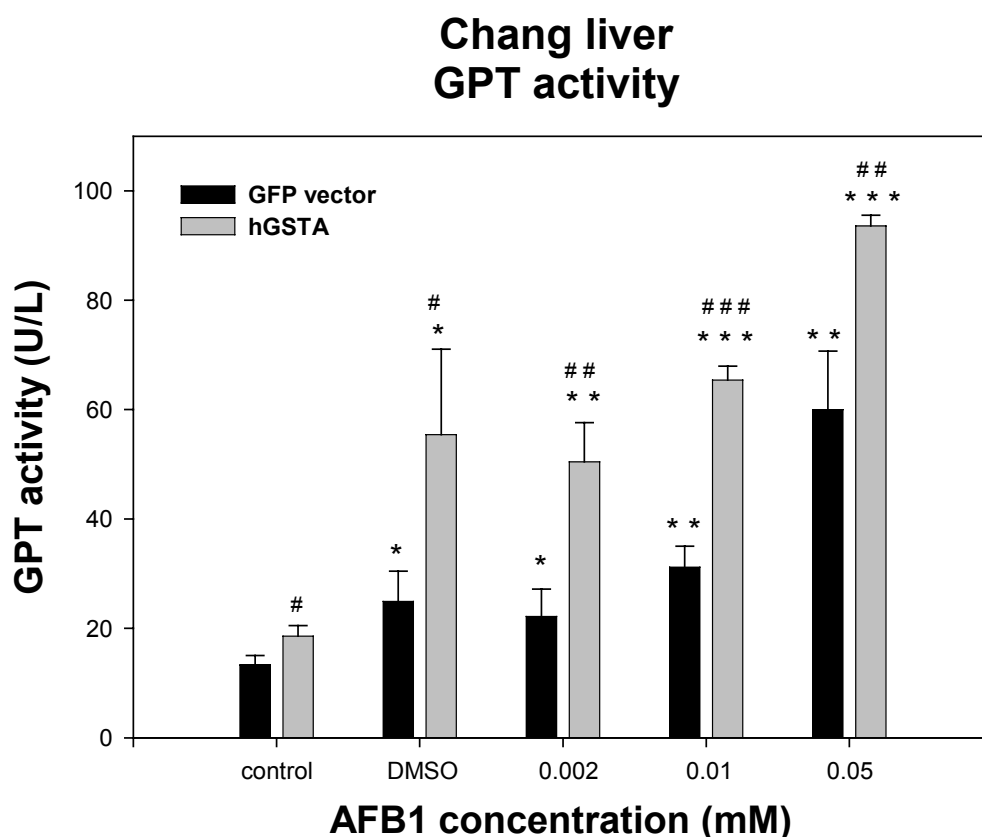 Chang liver
GPT activity
GFP vector
hGSTA
GPT activity (U/L)
100
80
60
40
20
0
#
*
#
*
*
# #
* *
* *
# # #
* * *
* *
# #
* * *
control DMSO 0.002 0.01 0.05
AFB1 concentration (mM)